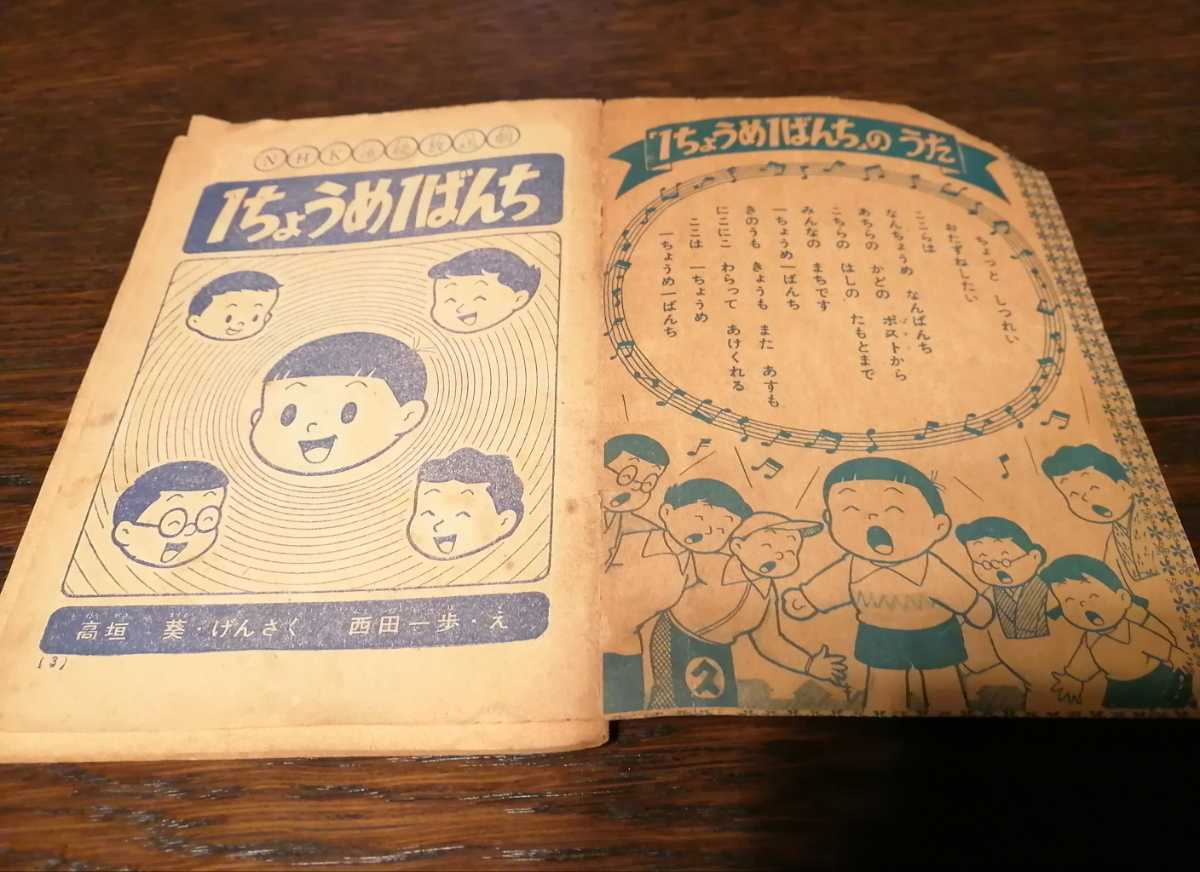 NHK連続放送劇
1ちょうめ1ばんち
高垣 葵・げんさく 西田一歩・え
(3)
「1ちょうめ1ばんち」の うた
ちょっと しつれい
おたずねしたい
ここらは
なんちょうめ なんばんち
あちらの かどの ポストから
こちらの はしの たもとまで
みんなの まちです
一ちょうめ一ばんち
きのうも きょうも また あすも
にこにこ わらって あけくれる
ここは 一ちょうめ
一ちょうめ一ばんち